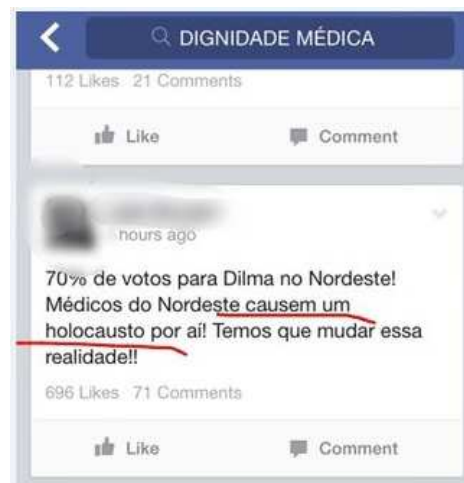 DIGNIDADE MÉDICA
112 Likes 21 Comments
Like Comment
hours ago
70% de votos para Dilma no Nordeste!
Médicos do Nordeste causem um
holocausto por aí! Temos que mudar essa
realidade!!
696 Likes 71 Comments
Like Comment